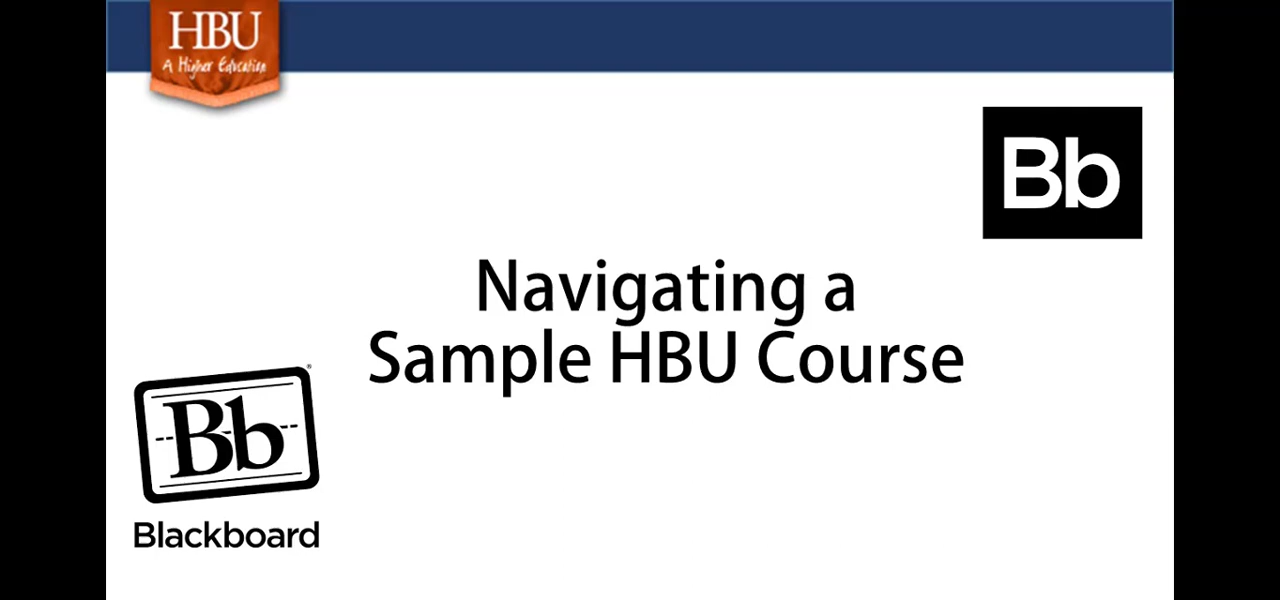 HBU
A Higher Education
Bb
Navigating a
Sample HBU Course
Bb
®
Blackboard